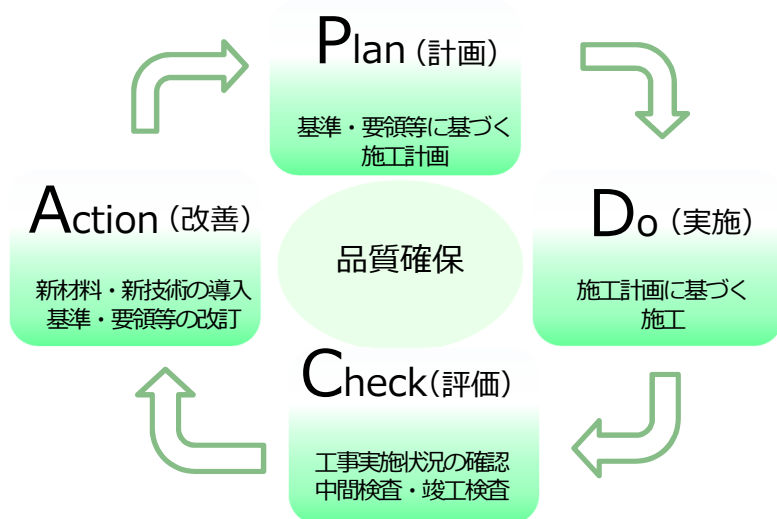 Plan（計画）
基準・要領等に基づく
施工計画
Do（実施）
施工計画に基づく
施工
Check（評価）
工事実施状況の確認
中間検査・竣工検査
Action（改善）
新材料・新技術の導入
基準・要領等の改訂
品質確保